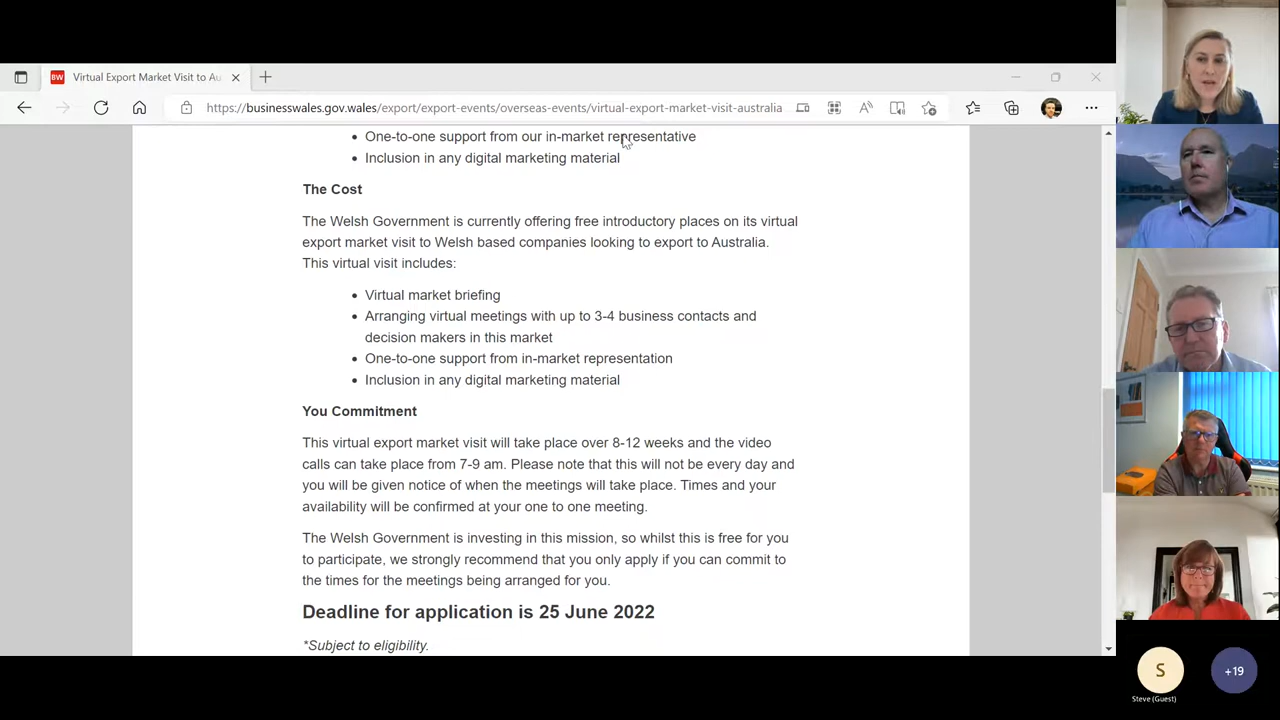 BW Virtual Export Market Visit to Au
https://businesswales.gov.wales/export/export-events/overseas-events/virtual-export-market-visit-australia
One-to-one support from our in-market representative
Inclusion in any digital marketing material
The Cost
The Welsh Government is currently offering free introductory places on its virtual
export market visit to Welsh based companies looking to export to Australia.
This virtual visit includes:
Virtual market briefing
Arranging virtual meetings with up to 3-4 business contacts and
decision makers in this market
One-to-one support from in-market representation
Inclusion in any digital marketing material
You Commitment
This virtual export market visit will take place over 8-12 weeks and the video
calls can take place from 7-9 am. Please note that this will not be every day and
you will be given notice of when the meetings will take place. Times and your
availability will be confirmed at your one to one meeting.
The Welsh Government is investing in this mission, so whilst this is free for you
to participate, we strongly recommend that you only apply if you can commit to
the times for the meetings being arranged for you.
Deadline for application is 25 June 2022
*Subject to eligibility.
S
Steve (Guest)
+19